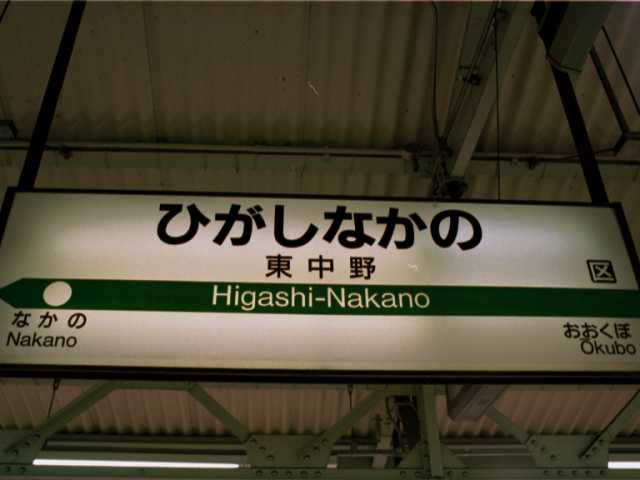 ひがしなかの
東中野
区
Higashi-Nakano
なかの
Nakano
おおくぼ
Ōkubo